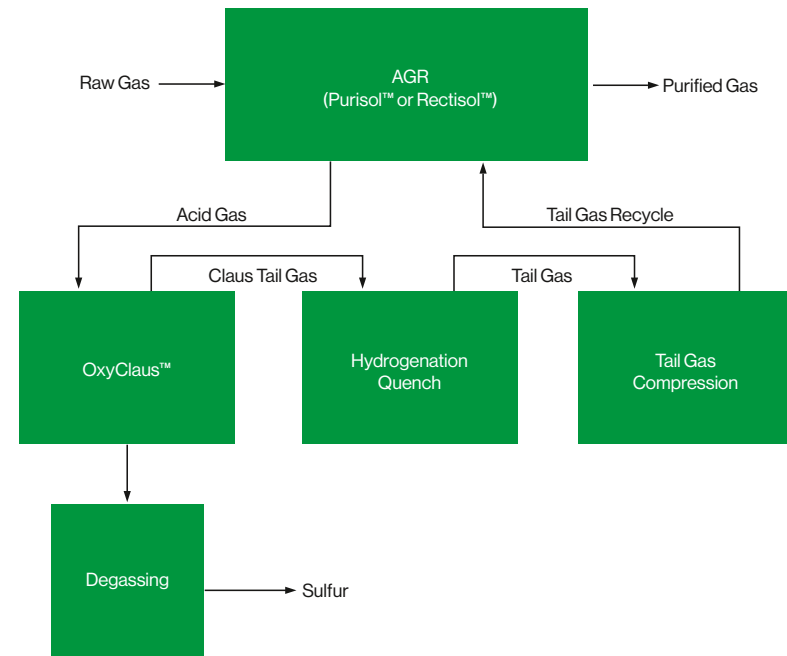 Raw Gas
AGR
(Purisol™ or Rectisol™)
Purified Gas
Acid Gas
Tail Gas Recycle
Claus Tail Gas
Tail Gas
OxyClaus™
Hydrogenation
Quench
Tail Gas
Compression
Degassing
Sulfur